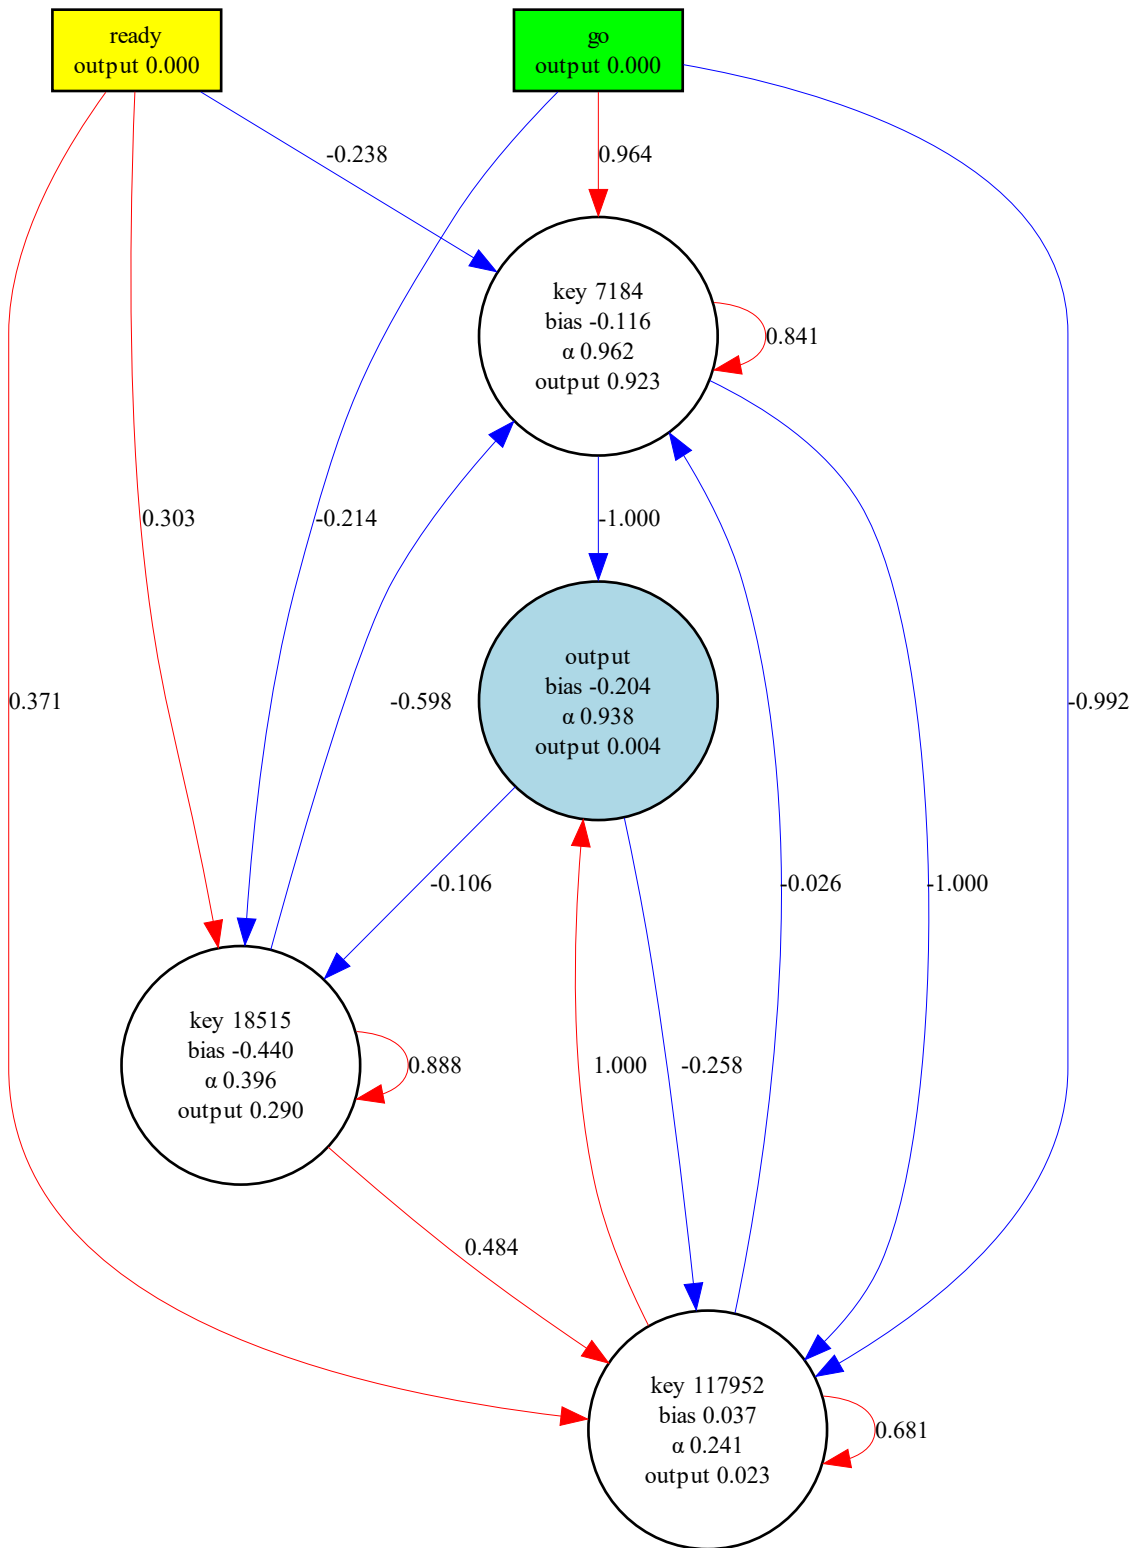 ready
output 0.000
go
output 0.000
-0.238
0.964
key 7184
bias -0.116
α 0.962
output 0.923
0.841
0.303
-0.214
-1.000
output
bias -0.204
α 0.938
output 0.004
0.371
-0.598
-0.992
-0.106
-0.026
-1.000
key 18515
bias -0.440
α 0.396
output 0.290
0.888
1.000
-0.258
0.484
key 117952
bias 0.037
α 0.241
output 0.023
0.681